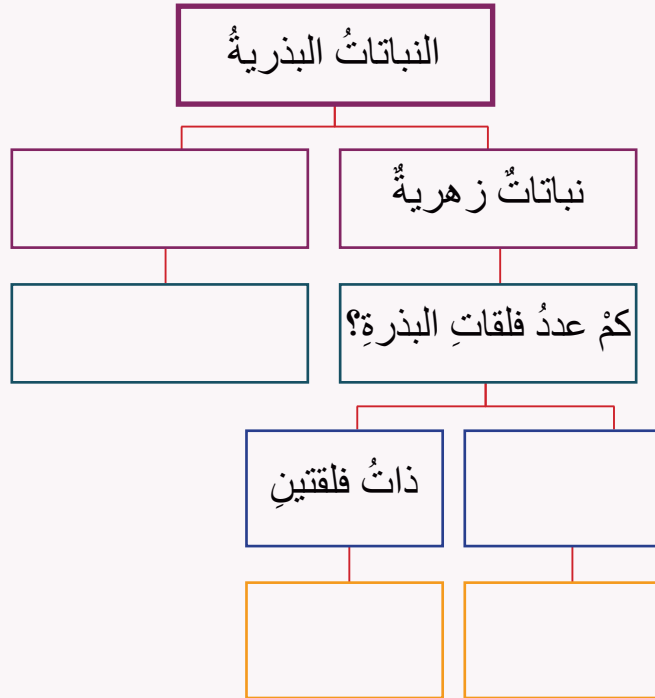 النباتاتُ البذريةُ
نباتاتٌ زهريةٌ
كمْ عددُ فلقاتِ البذرةِ؟
ذاتُ فلقتينِ